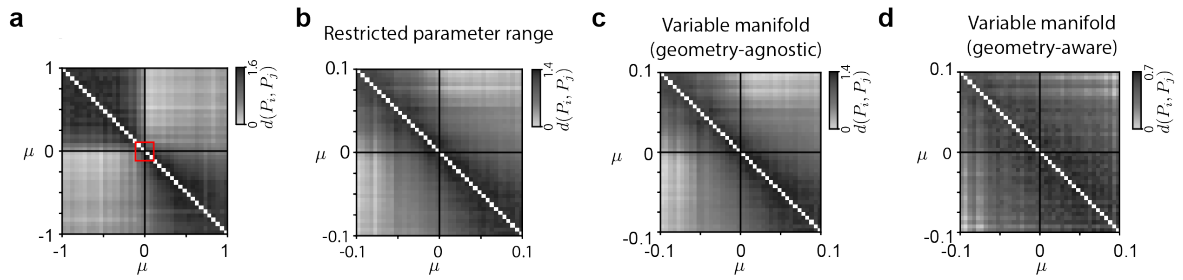 a
1
0
-1
μ
-1
0
1
μ
1.6
0
d(P_i, P_j)
b
Restricted parameter range
0.1
0
-0.1
μ
-0.1
0
0.1
μ
1.4
0
d(P_i, P_j)
c
Variable manifold
(geometry-agnostic)
0.1
0
-0.1
μ
-0.1
0
0.1
μ
1.4
0
d(P_i, P_j)
d
Variable manifold
(geometry-aware)
0.1
0
-0.1
μ
-0.1
0
0.1
μ
0.7
0
d(P_i, P_j)